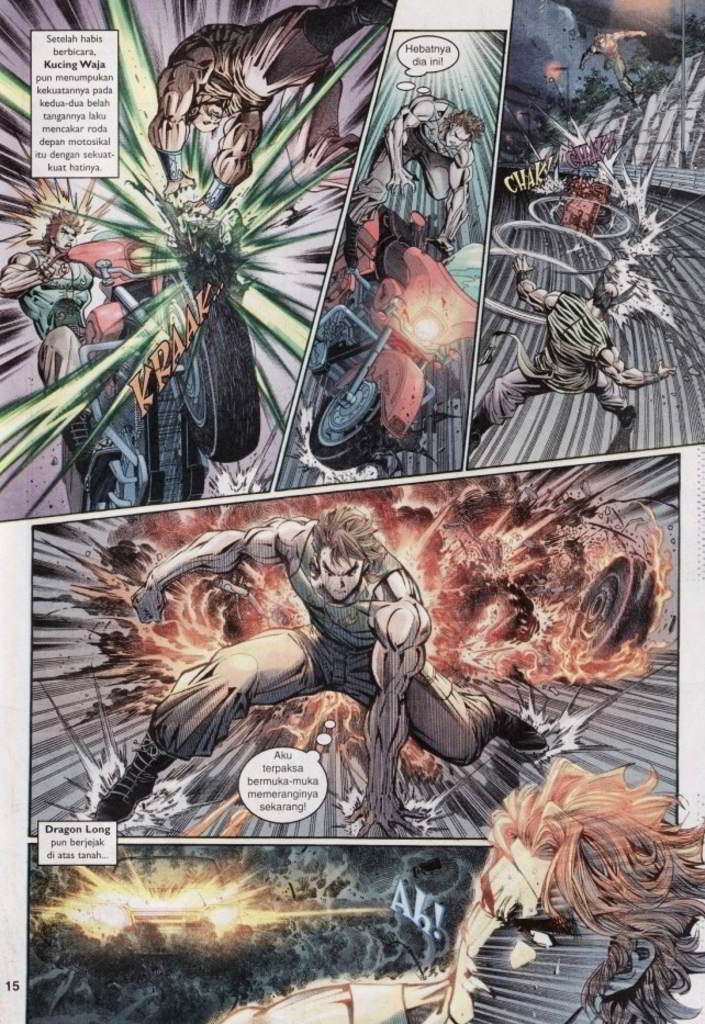 Setelah habis
berbicara,
Kucing Waja
pun menumpukan
kekuatannya pada
kedua-dua belah
tangannya laku
mencakar roda
depan motosikal
itu dengan sekuat-
kuat hatinya.
KRAAK!
Hebatnya
dia ini!
CHAK!
CHAK!
Aku
terpaksa
bermuka-muka
memeranginya
sekarang!
Dragon Long
pun berjejak
di atas tanah...
Ah!
15